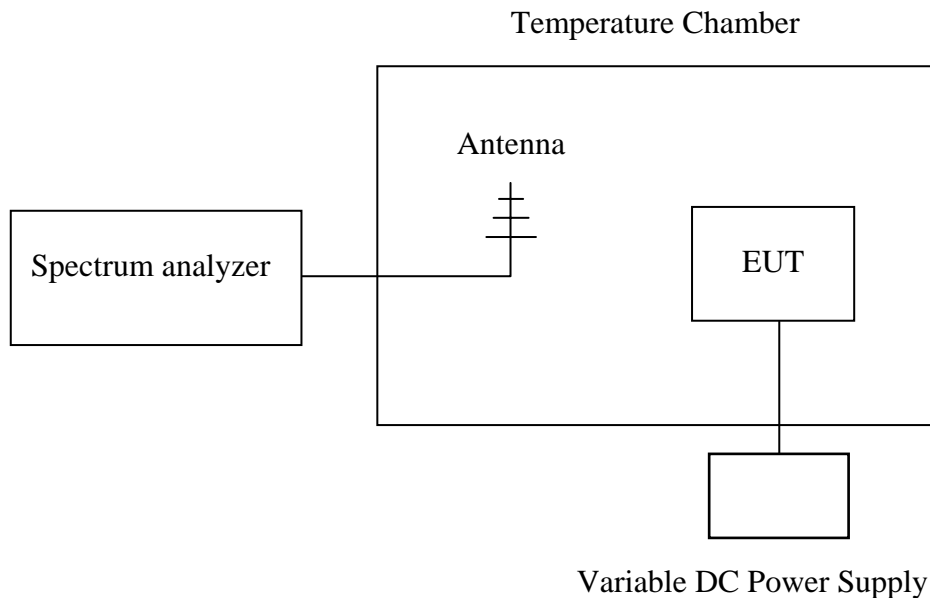 Temperature Chamber
Antenna
Spectrum analyzer
EUT
Variable DC Power Supply